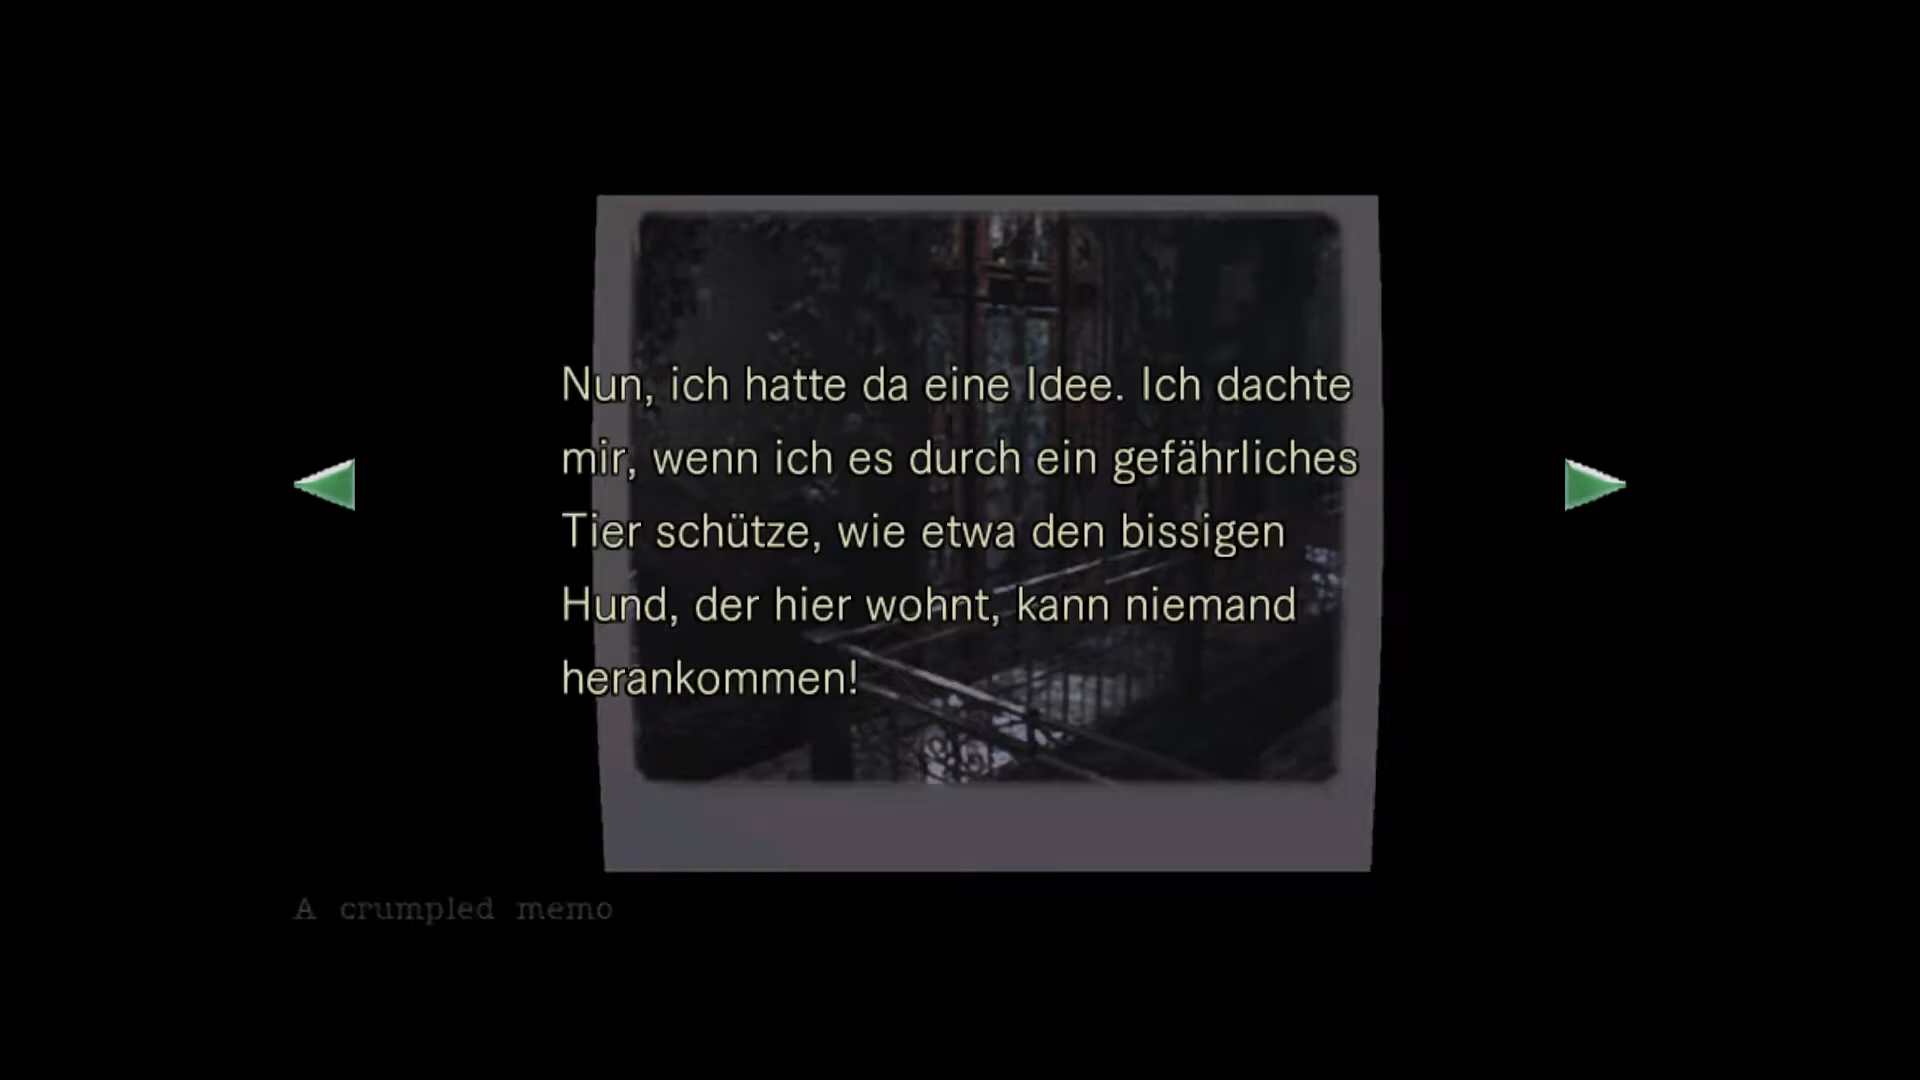 Nun, ich hatte da eine Idee. Ich dachte
mir, wenn ich es durch ein gefährliches
Tier schütze, wie etwa den bissigen
Hund, der hier wohnt, kann niemand
herankommen!
A crumpled memo